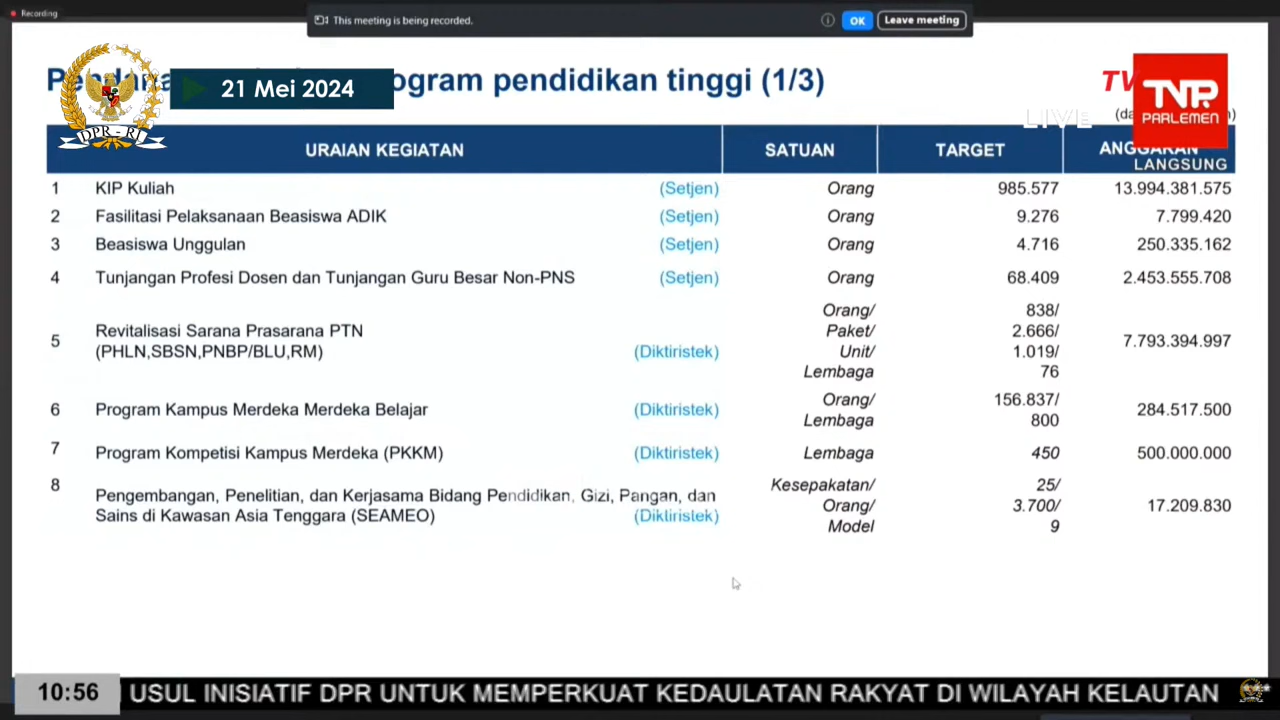 Recording
This meeting is being recorded.
OK
Leave meeting
21 Mei 2024
pendidikan tinggi (1/3)
DPR - RI
TV
TVP.
PARLEMEN
LIVE
LANGSUNG
URAIAN KEGIATAN SATUAN TARGET ANGGARAN
1 KIP Kuliah (Setjen) Orang 985.577 13.994.381.575
2 Fasilitasi Pelaksanaan Beasiswa ADIK (Setjen) Orang 9.276 7.799.420
3 Beasiswa Unggulan (Setjen) Orang 4.716 250.335.162
4 Tunjangan Profesi Dosen dan Tunjangan Guru Besar Non-PNS (Setjen) Orang 68.409 2.453.555.708
5 Revitalisasi Sarana Prasarana PTN
(PHLN,SBSN,PNBP/BLU,RM) (Diktiristek)
Orang/
Paket/
Unit/
Lembaga
838/
2.666/
1.019/
76
7.793.394.997
6 Program Kampus Merdeka Merdeka Belajar (Diktiristek)
Orang/
Lembaga
156.837/
800
284.517.500
7 Program Kompetisi Kampus Merdeka (PKKM) (Diktiristek) Lembaga 450 500.000.000
8 Pengembangan, Penelitian, dan Kerjasama Bidang Pendidikan, Gizi, Pangan, dan
Sains di Kawasan Asia Tenggara (SEAMEO) (Diktiristek)
Kesepakatan/
Orang/
Model
25/
3.700/
9
17.209.830
10:56
USUL INISIATIF DPR UNTUK MEMPERKUAT KEDAULATAN RAKYAT DI WILAYAH KELAUTAN